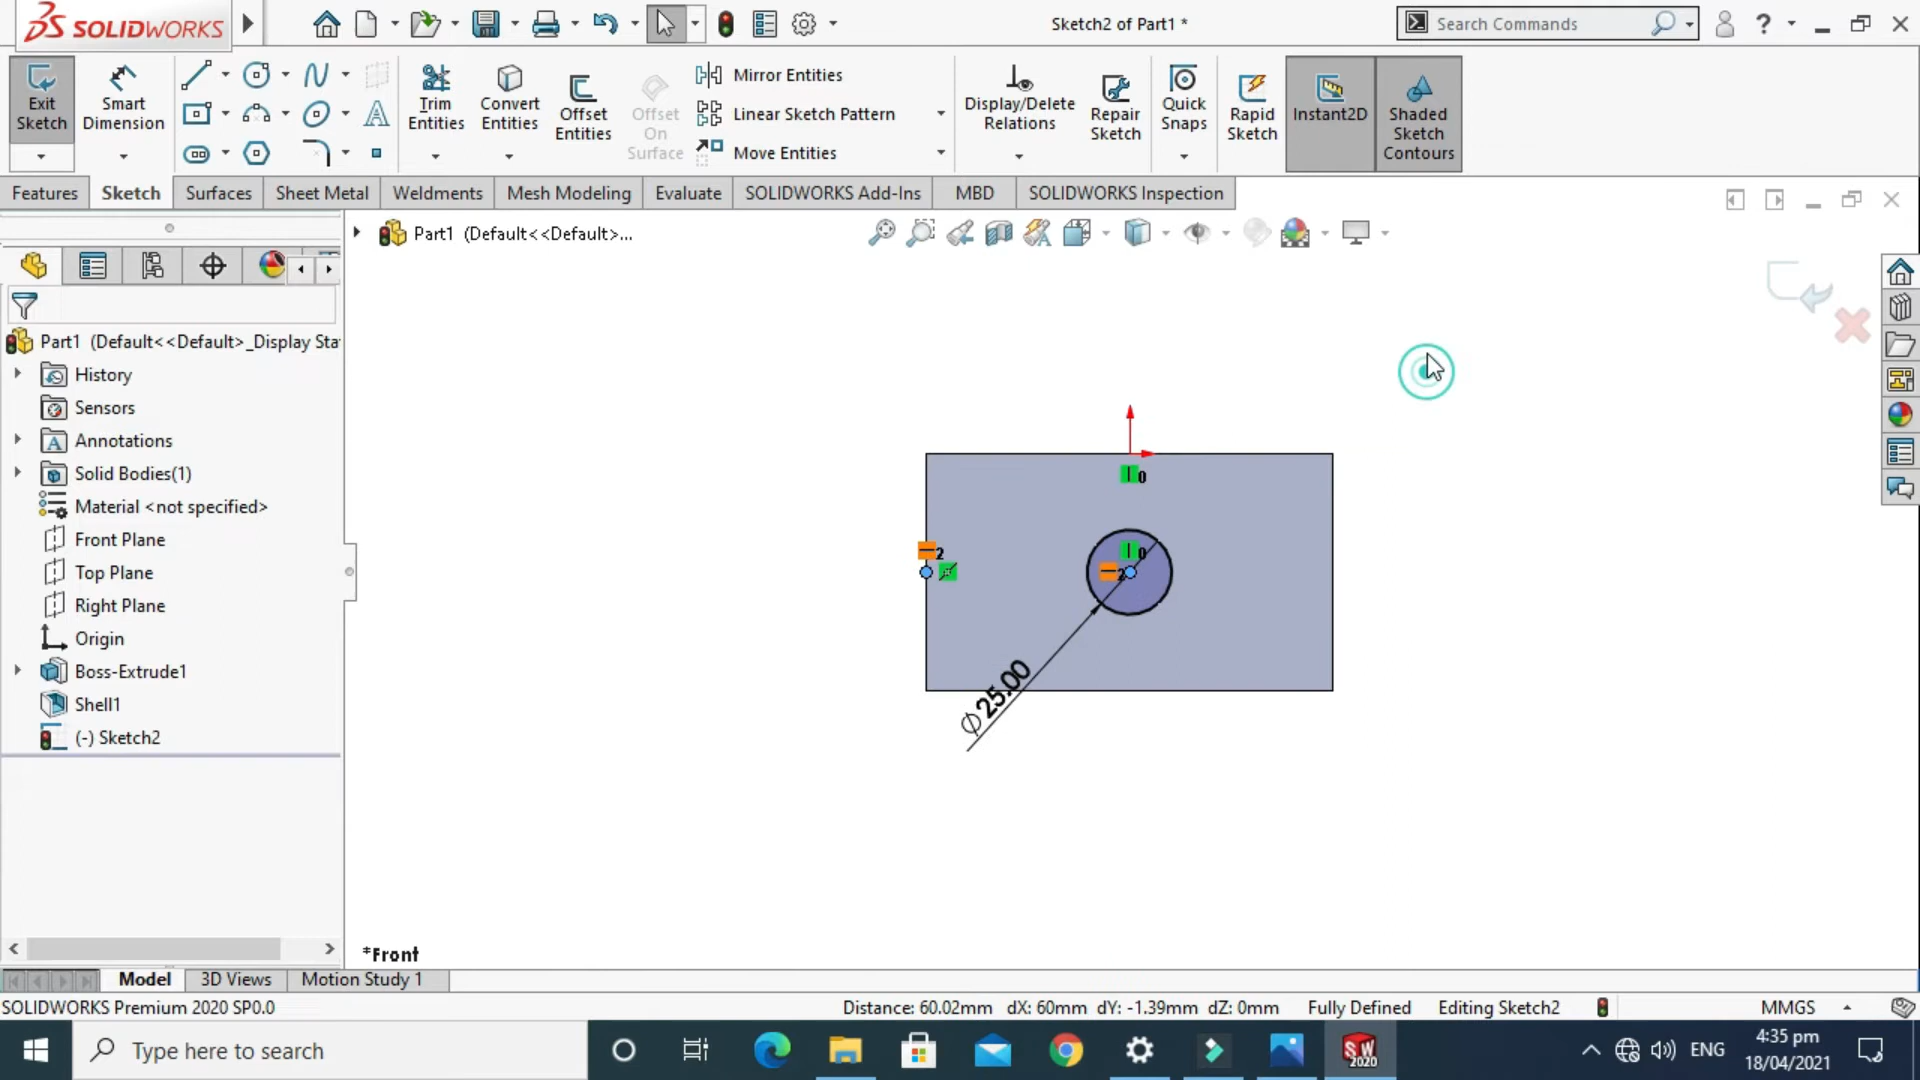 SOLIDWORKS
Sketch2 of Part1 *
Search Commands
Exit Sketch
Smart Dimension
Trim Entities
Convert Entities
Offset Entities
Offset On Surface
Mirror Entities
Linear Sketch Pattern
Move Entities
Display/Delete Relations
Repair Sketch
Quick Snaps
Rapid Sketch
Instant2D
Shaded Sketch Contours
Features
Sketch
Surfaces
Sheet Metal
Weldments
Mesh Modeling
Evaluate
SOLIDWORKS Add-Ins
MBD
SOLIDWORKS Inspection
Part1 (Default<<Default>...
Part1 (Default<<Default>_Display Sta
History
Sensors
Annotations
Solid Bodies(1)
Material <not specified>
Front Plane
Top Plane
Right Plane
Origin
Boss-Extrude1
Shell1
(-) Sketch2
0
0
2
2
Ø25.00
*Front
Model
3D Views
Motion Study 1
SOLIDWORKS Premium 2020 SP0.0
Distance: 60.02mm dX: 60mm dY: -1.39mm dZ: 0mm
Fully Defined
Editing Sketch2
MMGS
Type here to search
SW 2020
ENG
4:35 pm
18/04/2021